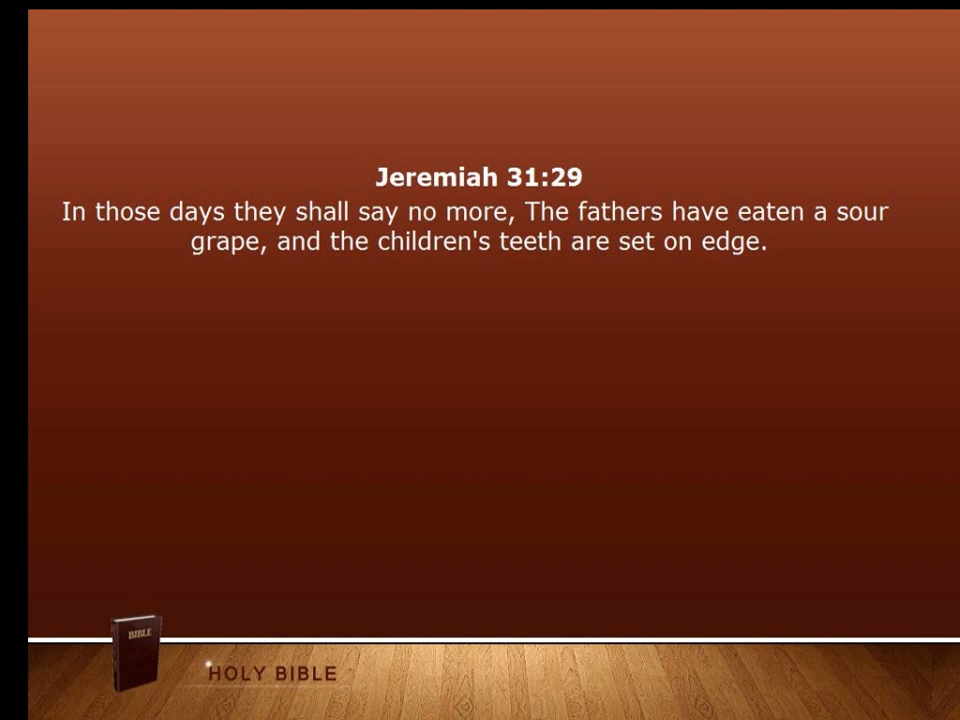 Jeremiah 31:29
In those days they shall say no more, The fathers have eaten a sour
grape, and the children's teeth are set on edge.
BIBLE
HOLY BIBLE